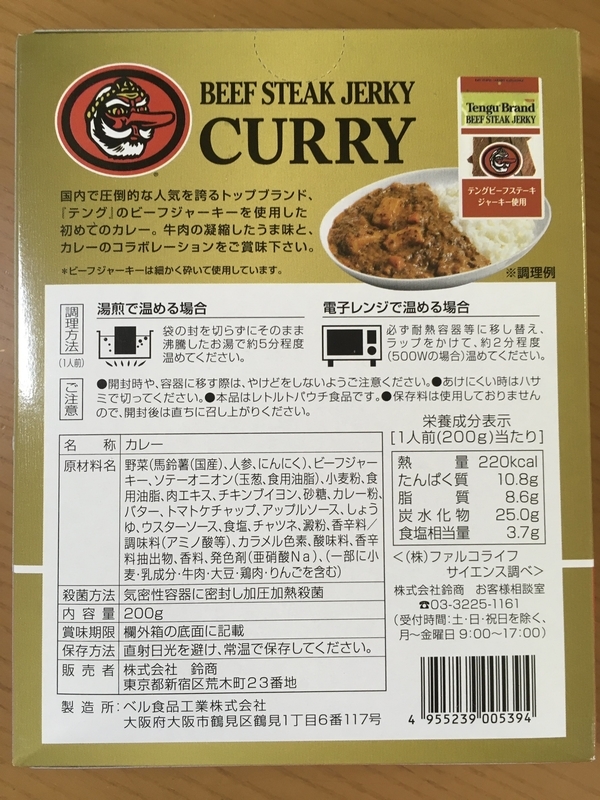 BEEF STEAK JERKY
CURRY
Tengu Brand
BEEF STEAK JERKY
テングビーフステーキ
ジャーキー使用
国内で圧倒的な人気を誇るトップブランド、
『テング』のビーフジャーキーを使用した
初めてのカレー。牛肉の凝縮したうま味と、
カレーのコラボレーションをご賞味下さい。
*ビーフジャーキーは細かく砕いて使用しています。
※調理例
調理方法
(1人前)
湯煎で温める場合
袋の封を切らずにそのまま
沸騰したお湯で約5分程度
温めてください。
電子レンジで温める場合
必ず耐熱容器等に移し替え、
ラップをかけて、約2分程度
(500Wの場合)温めてください。
ご注意
●開封時や、容器に移す際は、やけどをしないようご注意ください。●あけにくい時はハサ
ミで切ってください。●本品はレトルトパウチ食品です。●保存料は使用しておりません
ので、開封後は直ちに召し上がりください。
名 称 カレー
原材料名 野菜(馬鈴薯(国産)、人参、にんにく)、ビーフジャー
キー、ソテーオニオン(玉葱、食用油脂)、小麦粉、食
用油脂、肉エキス、チキンブイヨン、砂糖、カレー粉、
バター、トマトケチャップ、アップルソース、しょう
ゆ、ウスターソース、食塩、チャツネ、澱粉、香辛料/
調味料(アミノ酸等)、カラメル色素、酸味料、香辛
料抽出物、香料、発色剤(亜硝酸Na)、(一部に小
麦・乳成分・牛肉・大豆・鶏肉・りんごを含む)
殺菌方法 気密性容器に密封し加圧加熱殺菌
内容量 200g
賞味期限 欄外箱の底面に記載
保存方法 直射日光を避け、常温で保存してください。
販売者 株式会社 鈴商
東京都新宿区荒木町23番地
製造所:ベル食品工業株式会社
大阪府大阪市鶴見区鶴見1丁目6番117号
栄養成分表示
[1人前(200g)当たり]
熱 量 220kcal
たんぱく質 10.8g
脂 質 8.6g
炭水化物 25.0g
食塩相当量 3.7g
<(株)ファルコライフ
サイエンス調べ>
株式会社鈴商 お客様相談室
☎03-3225-1161
(受付時間:土・日・祝日を除く、
月~金曜日 9:00~17:00)
4 955239 005394